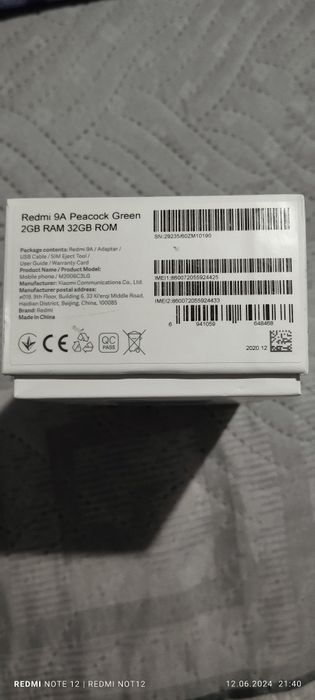 Redmi 9A Peacock Green
2GB RAM 32GB ROM
Package contents: Redmi 9A / Adapter /
USB Cable / SIM Eject Tool /
User Guide / Warranty Card
Product Name / Product Model:
Mobile phone / M2006C3LG
Manufacturer: Xiaomi Communications Co., Ltd.
Manufacturer postal address:
#019, 9th Floor, Building 6, 33 Xi'erqi Middle Road,
Haidian District, Beijing, China, 100085
Brand: Redmi
Made in China
CE
QC
PASS
SN:29235/60ZM10190
IMEI1:860072055924425
IMEI2:860072055924433
6 941059 648468
2020.12
REDMI NOTE 12 | REDMI NOT12
12.06.2024 21:40